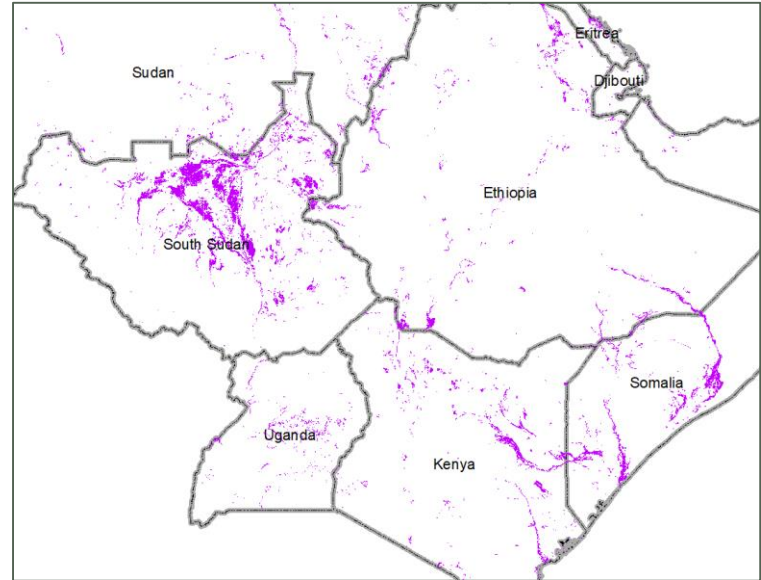 Eritrea
Sudan
Djibouti
Ethiopia
South Sudan
Somalia
Uganda
Kenya